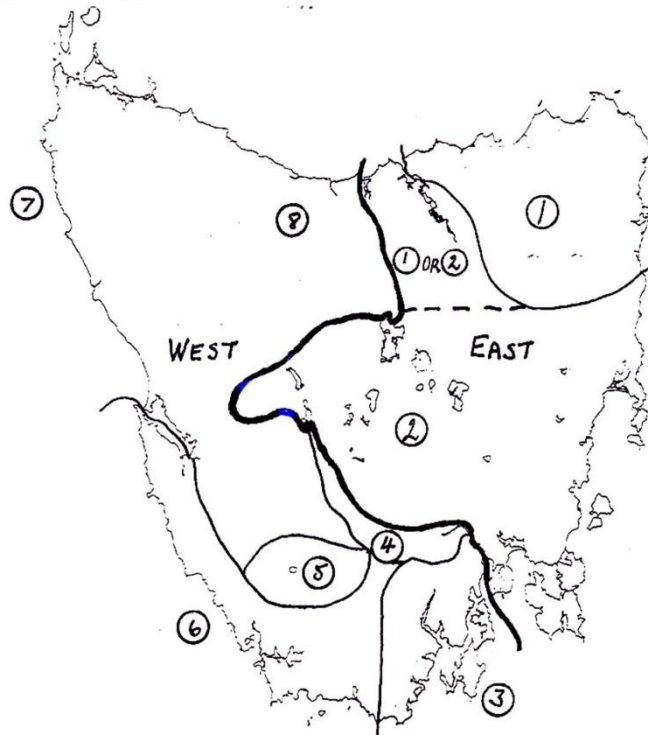 ⑦
⑧
①
① OR ②
WEST
EAST
②
④
⑤
⑥
③